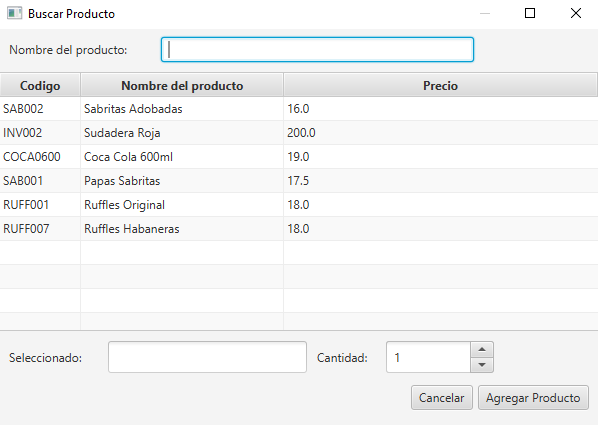 Buscar Producto
Nombre del producto:
Codigo Nombre del producto Precio
SAB002 Sabritas Adobadas 16.0
INV002 Sudadera Roja 200.0
COCA0600 Coca Cola 600ml 19.0
SAB001 Papas Sabritas 17.5
RUFF001 Ruffles Original 18.0
RUFF007 Ruffles Habaneras 18.0
Seleccionado: Cantidad: 1
Cancelar Agregar Producto